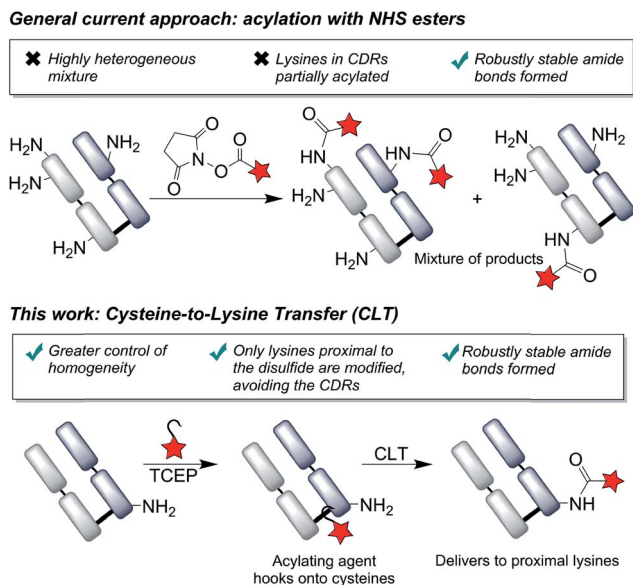 General current approach: acylation with NHS esters
✖ Highly heterogeneous mixture
✖ Lysines in CDRs partially acylated
✓ Robustly stable amide bonds formed
H₂N
H₂N
NH₂
H₂N
O
N
O
O
O
O
HN
H₂N
HN
O
H₂N
+
NH₂
H₂N
H₂N
HN
O
Mixture of products
This work: Cysteine-to-Lysine Transfer (CLT)
✓ Greater control of homogeneity
✓ Only lysines proximal to the disulfide are modified, avoiding the CDRs
✓ Robustly stable amide bonds formed
NH₂
TCEP
NH₂
CLT
O
NH
Acylating agent
hooks onto cysteines
Delivers to proximal lysines